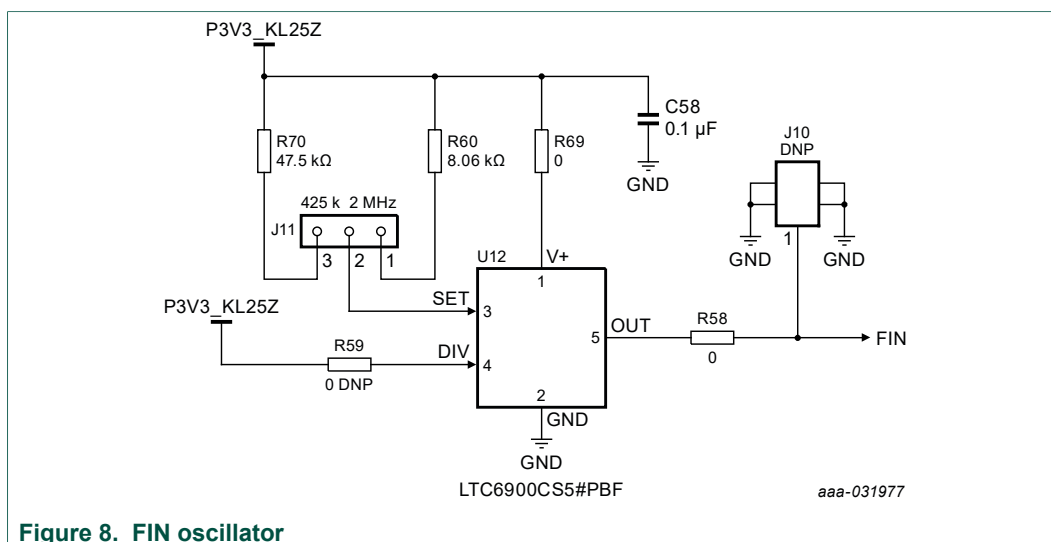 P3V3_KL25Z
R70
47.5 kΩ
R60
8.06 kΩ
R69
0
C58
0.1 µF
GND
J10
DNP
1
GND
GND
425 k 2 MHz
J11
3 2 1
U12
V+
1
SET
3
P3V3_KL25Z
R59
0 DNP
DIV
4
OUT
5
R58
0
FIN
2
GND
GND
LTC6900CS5#PBF
aaa-031977
Figure 8. FIN oscillator